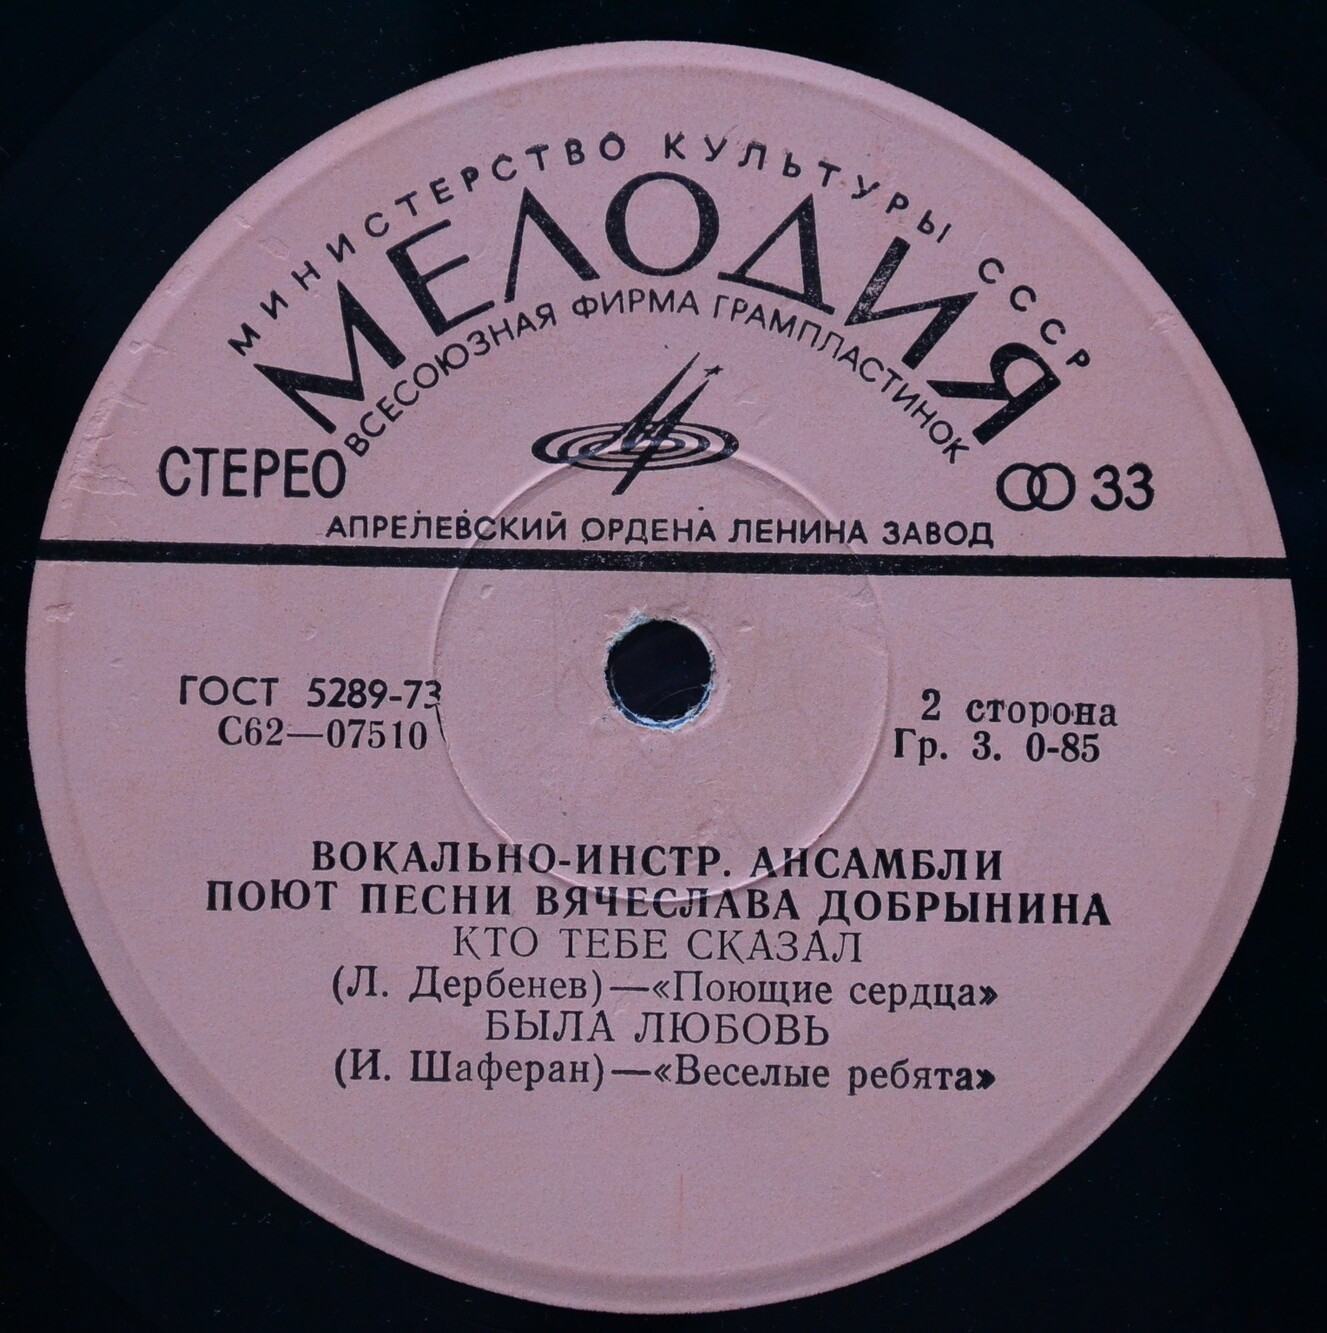 МИНИСТЕРСТВО КУЛЬТУРЫ СССР
МЕЛОДИЯ
ВСЕСОЮЗНАЯ ФИРМА ГРАМПЛАСТИНОК
СТЕРЕО
33
АПРЕЛЕВСКИЙ ОРДЕНА ЛЕНИНА ЗАВОД
ГОСТ 5289-73
С62—07510
2 сторона
Гр. 3. 0-85
ВОКАЛЬНО-ИНСТР. АНСАМБЛИ
ПОЮТ ПЕСНИ ВЯЧЕСЛАВА ДОБРЫНИНА
КТО ТЕБЕ СКАЗАЛ
(Л. Дербенев)—«Поющие сердца»
БЫЛА ЛЮБОВЬ
(И. Шаферан)—«Веселые ребята»